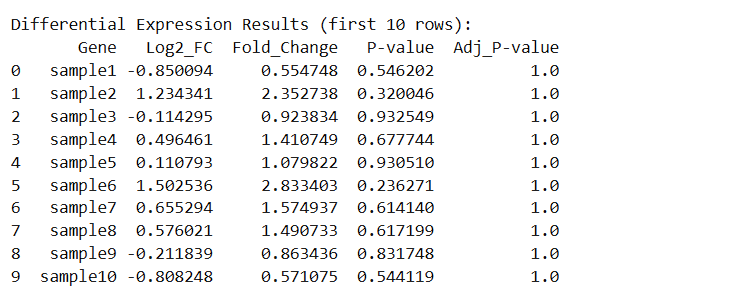 Differential Expression Results (first 10 rows):
Gene Log2_FC Fold_Change P-value Adj_P-value
0 sample1 -0.850094 0.554748 0.546202 1.0
1 sample2 1.234341 2.352738 0.320046 1.0
2 sample3 -0.114295 0.923834 0.932549 1.0
3 sample4 0.496461 1.410749 0.677744 1.0
4 sample5 0.110793 1.079822 0.930510 1.0
5 sample6 1.502536 2.833403 0.236271 1.0
6 sample7 0.655294 1.574937 0.614140 1.0
7 sample8 0.576021 1.490733 0.617199 1.0
8 sample9 -0.211839 0.863436 0.831748 1.0
9 sample10 -0.808248 0.571075 0.544119 1.0